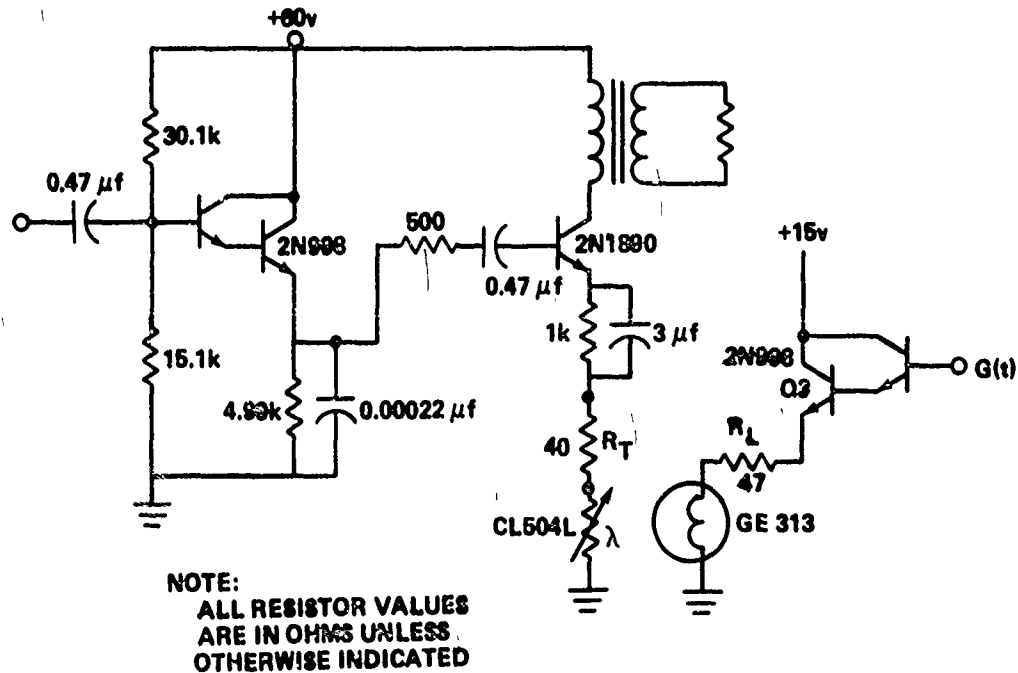 +60v
30.1k
0.47 μf
2N998
500
0.47 μf
2N1890
+15v
1k
3 μf
2N998
Q3
G(t)
15.1k
4.99k
0.00022 μf
40
R_T
R_L
47
CL504L
λ
GE 313
NOTE:
ALL RESISTOR VALUES
ARE IN OHMS UNLESS
OTHERWISE INDICATED